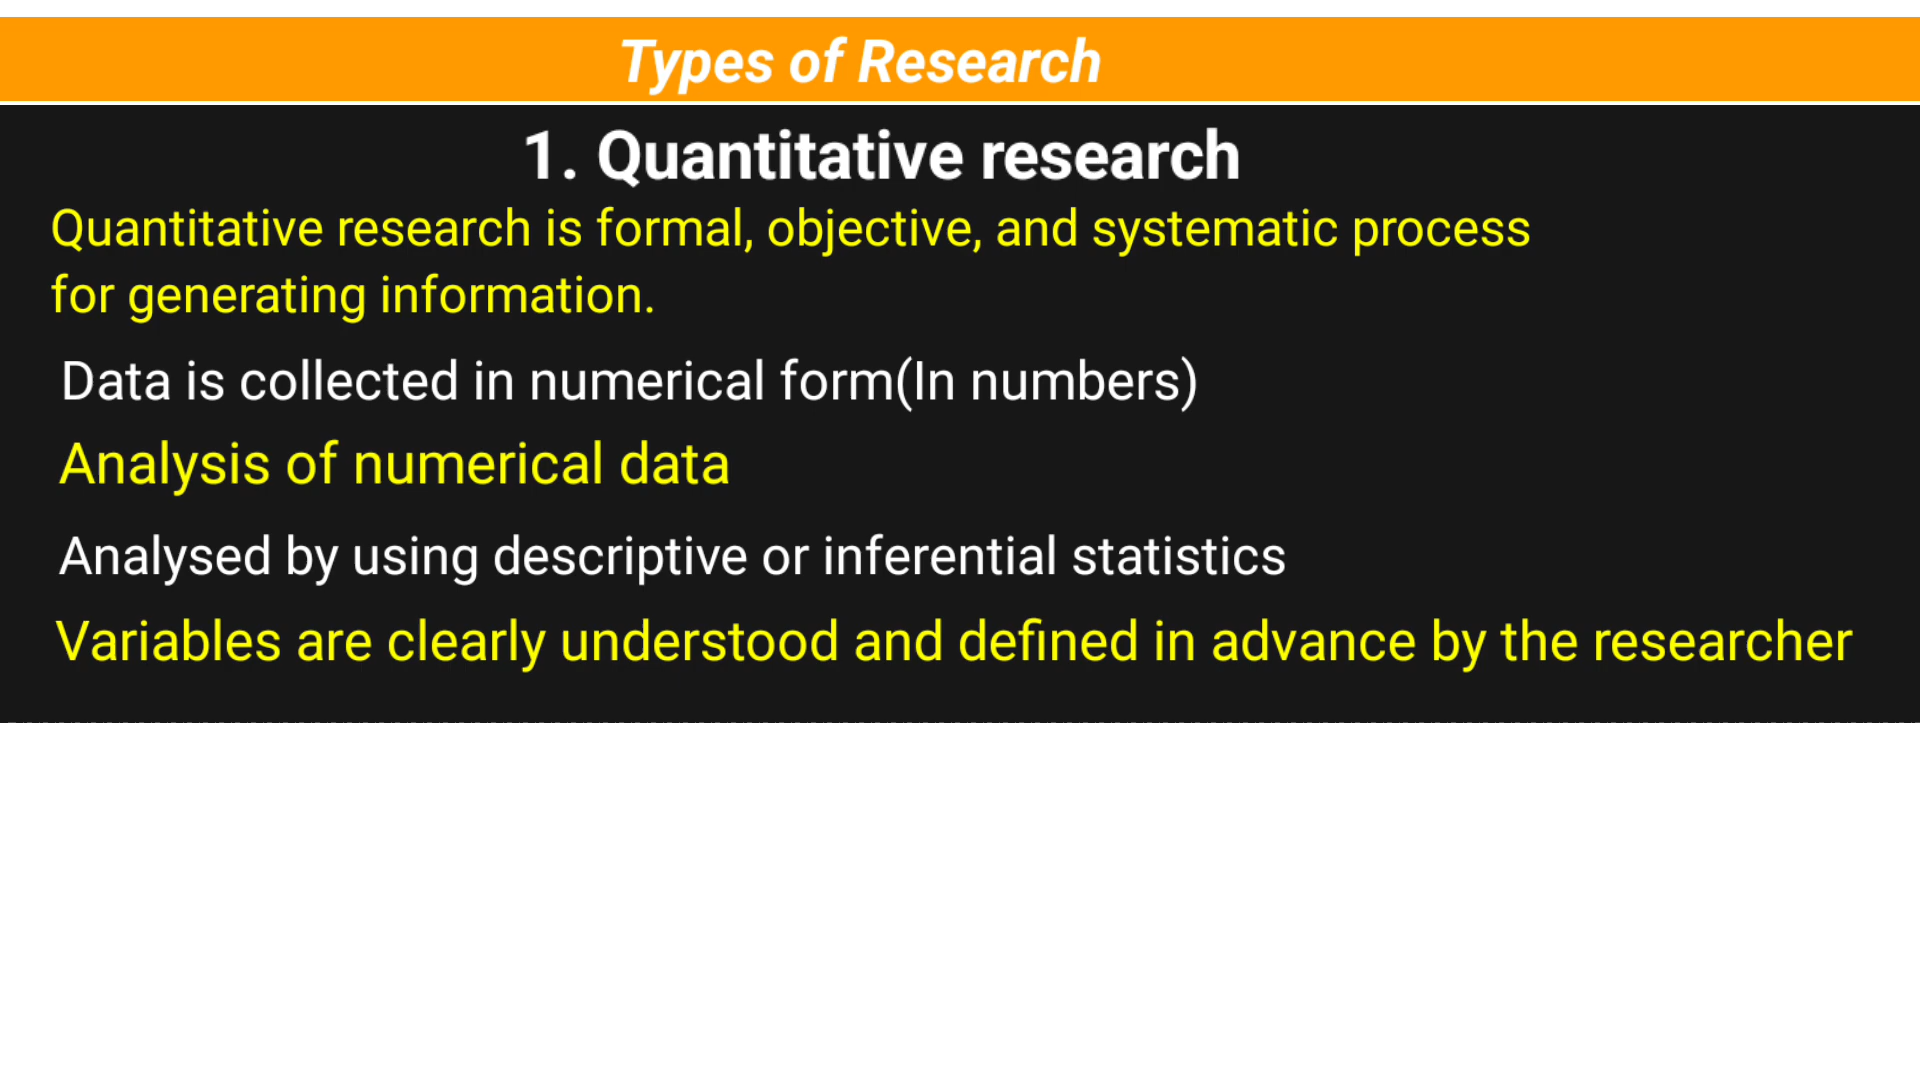 Types of Research
1. Quantitative research
Quantitative research is formal, objective, and systematic process
for generating information.
Data is collected in numerical form(In numbers)
Analysis of numerical data
Analysed by using descriptive or inferential statistics
Variables are clearly understood and defined in advance by the researcher